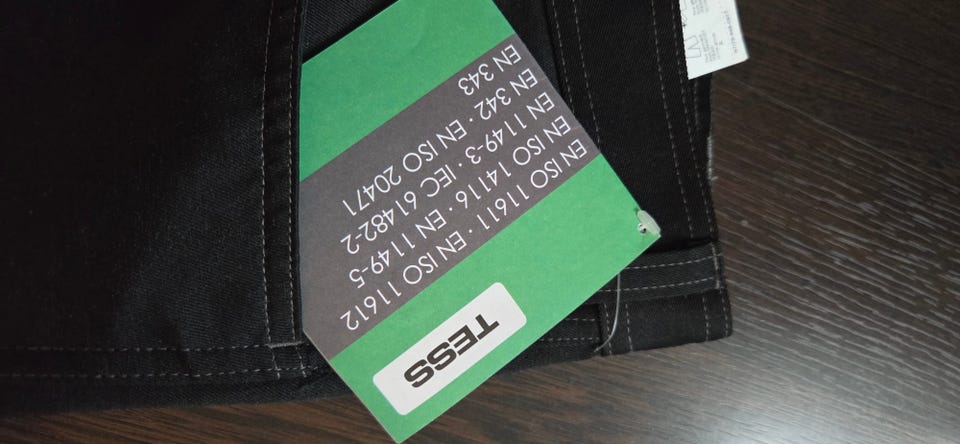 TESS
EN ISO 11611 · EN ISO 11612
EN ISO 14116 · EN 1149-5
EN 1149-3 · IEC 61482-2
EN 342 · EN ISO 20471
EN 343